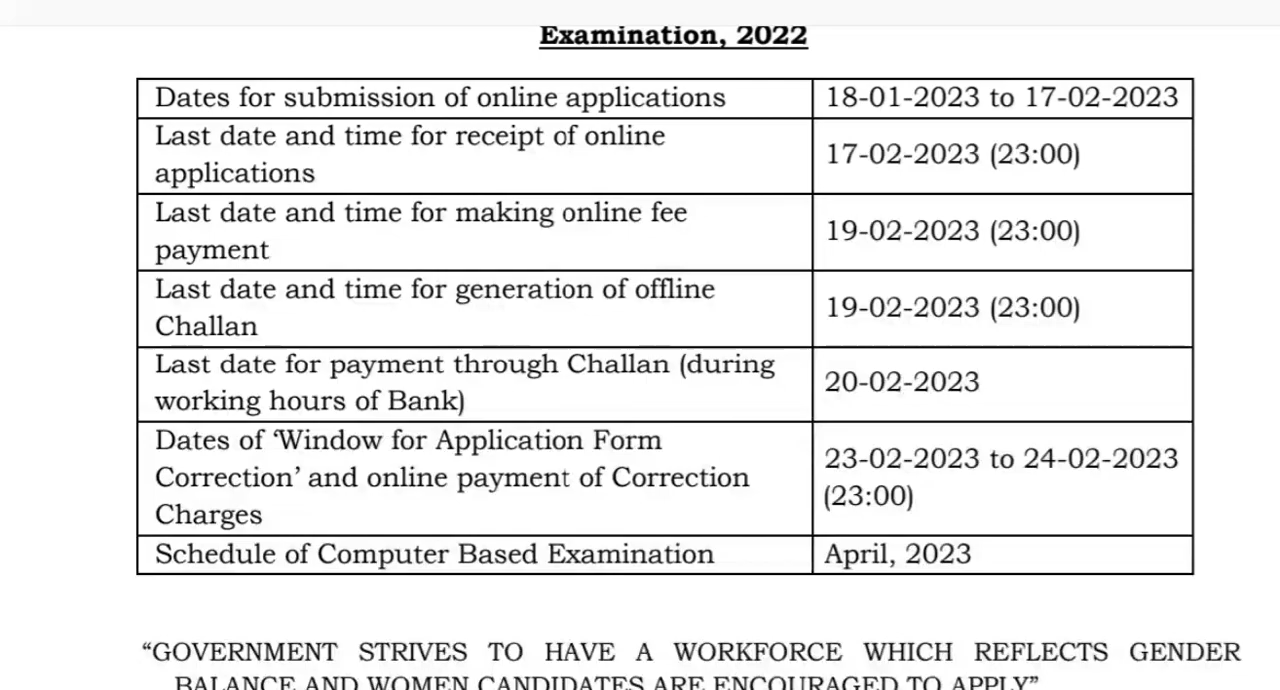 Examination, 2022
Dates for submission of online applications
18-01-2023 to 17-02-2023
Last date and time for receipt of online
applications
17-02-2023 (23:00)
Last date and time for making online fee
payment
19-02-2023 (23:00)
Last date and time for generation of offline
Challan
19-02-2023 (23:00)
Last date for payment through Challan (during
working hours of Bank)
20-02-2023
Dates of ‘Window for Application Form
Correction’ and online payment of Correction
Charges
23-02-2023 to 24-02-2023
(23:00)
Schedule of Computer Based Examination
April, 2023
“GOVERNMENT STRIVES TO HAVE A WORKFORCE WHICH REFLECTS GENDER
BALANCE AND WOMEN CANDIDATES ARE ENCOURAGED TO APPLY”